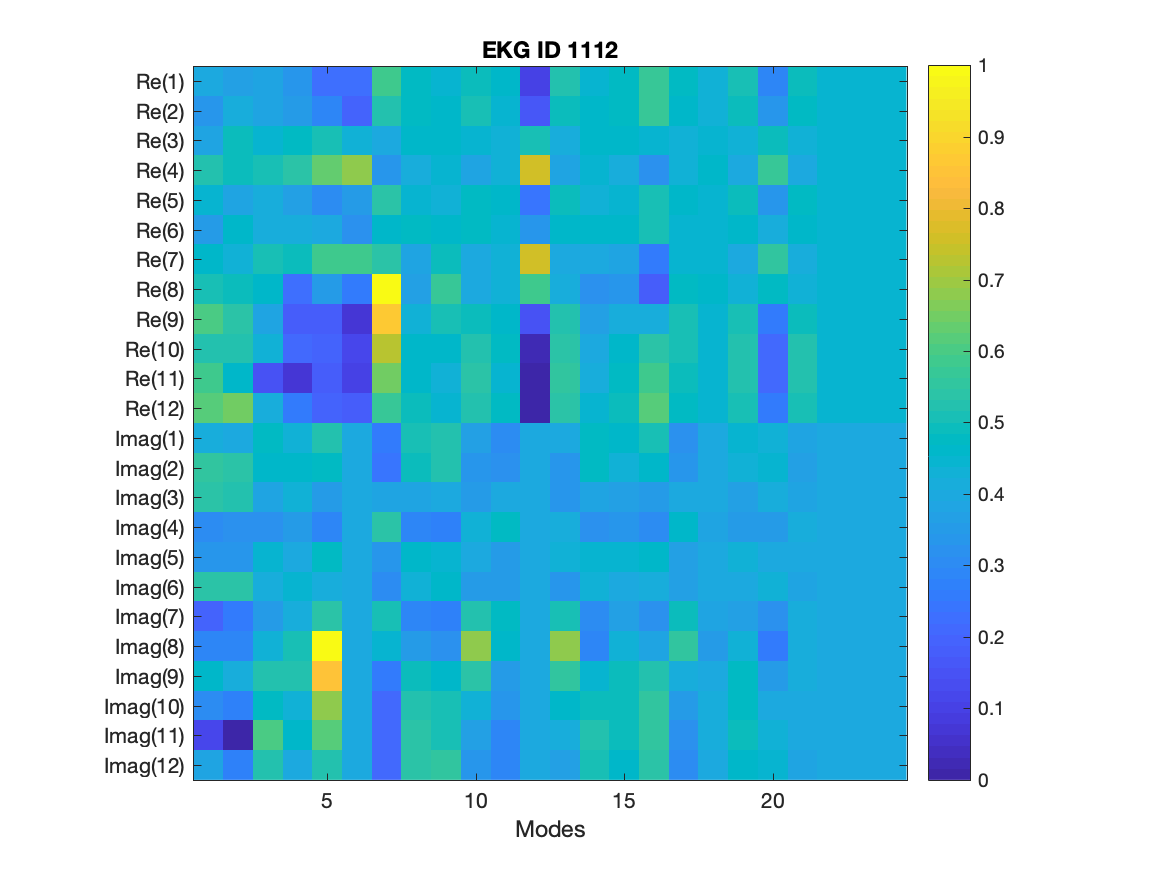 EKG ID 1112
Re(1)
Re(2)
Re(3)
Re(4)
Re(5)
Re(6)
Re(7)
Re(8)
Re(9)
Re(10)
Re(11)
Re(12)
Imag(1)
Imag(2)
Imag(3)
Imag(4)
Imag(5)
Imag(6)
Imag(7)
Imag(8)
Imag(9)
Imag(10)
Imag(11)
Imag(12)
5 10 15 20
Modes
1
0.9
0.8
0.7
0.6
0.5
0.4
0.3
0.2
0.1
0